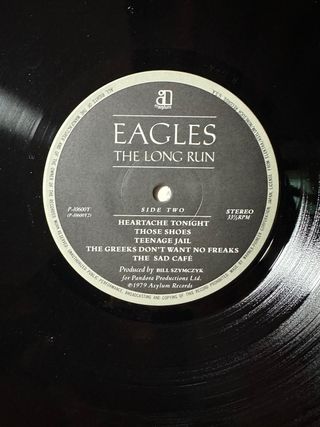 asylum
EAGLES
THE LONG RUN
P-10600Y
(P-10600Y2)
SIDE TWO
STEREO
33⅓RPM
HEARTACHE TONIGHT
THOSE SHOES
TEENAGE JAIL
THE GREEKS DON'T WANT NO FREAKS
THE SAD CAFÉ
Produced by BILL SZYMCZYK
for Pandora Productions Ltd.
℗1979 Asylum Records